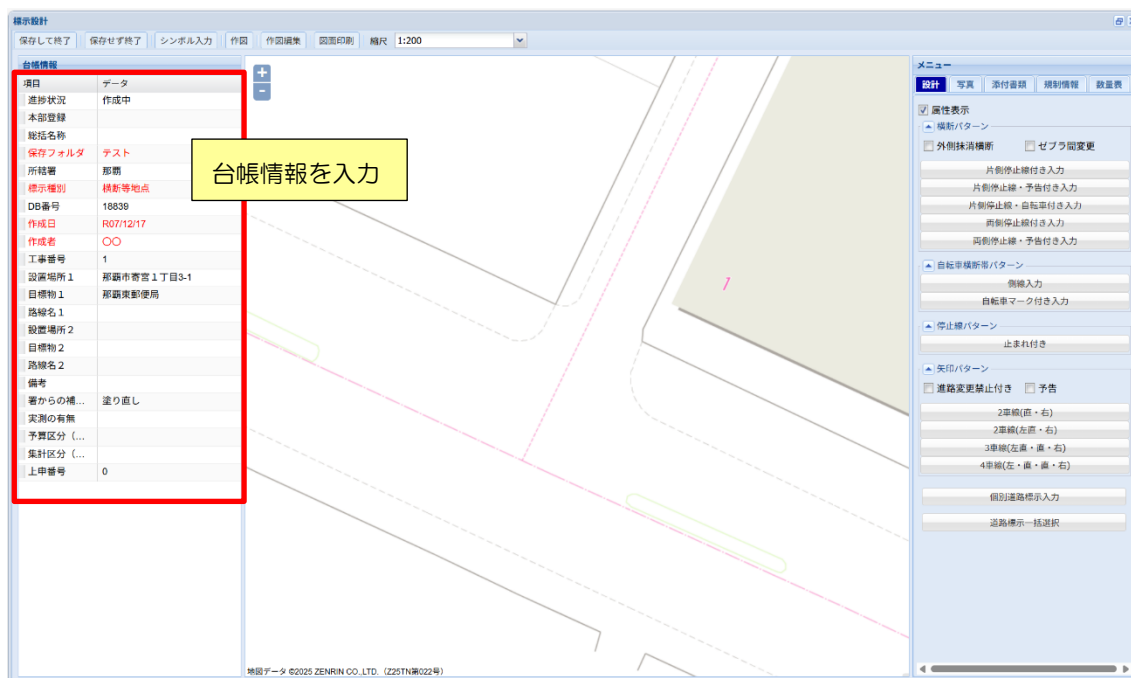 標示設計
保存して終了 保存せず終了 シンボル入力 作図 作図編集 図面印刷 縮尺 1:200
台帳情報
項目 データ
進捗状況 作成中
本部登録
総括名称
保存フォルダ テスト
所轄署 那覇
標示種別 横断等地点
DB番号 18839
作成日 R07/12/17
作成者 〇〇
工事番号 1
設置場所１ 那覇市寄宮１丁目3-1
目標物１ 那覇東郵便局
路線名１
設置場所２
目標物２
路線名２
備考
署からの補... 塗り直し
実測の有無
予算区分（...
集計区分（...
上申番号 0
台帳情報を入力
1
地図データ ©2025 ZENRIN CO.,LTD.（Z25TN第022号）
メニュー
設計 写真 添付書類 規制情報 数量表
属性表示
横断パターン
外側抹消横断 ゼブラ間変更
片側停止線付き入力
片側停止線・予告付き入力
片側停止線・自転車付き入力
両側停止線付き入力
両側停止線・予告付き入力
自転車横断帯パターン
側線入力
自転車マーク付き入力
停止線パターン
止まれ付き
矢印パターン
進路変更禁止付き 予告
2車線(直・右)
2車線(左直・右)
3車線(左直・直・右)
4車線(左・直・直・右)
個別道路標示入力
道路標示一括選択